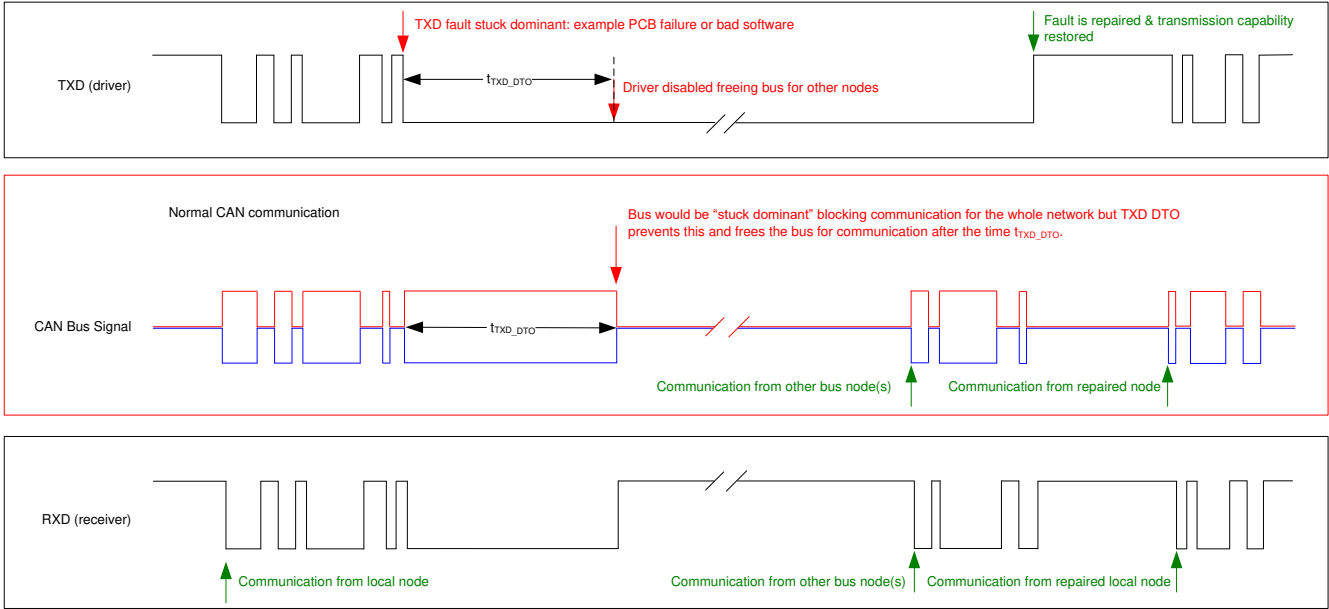 TXD fault stuck dominant: example PCB failure or bad software
Fault is repaired & transmission capability
restored
TXD (driver)
tTXD_DTO
Driver disabled freeing bus for other nodes
Normal CAN communication
Bus would be “stuck dominant” blocking communication for the whole network but TXD DTO
prevents this and frees the bus for communication after the time tTXD_DTO.
CAN Bus Signal
tTXD_DTO
Communication from other bus node(s)
Communication from repaired node
RXD (receiver)
Communication from local node
Communication from other bus node(s)
Communication from repaired local node